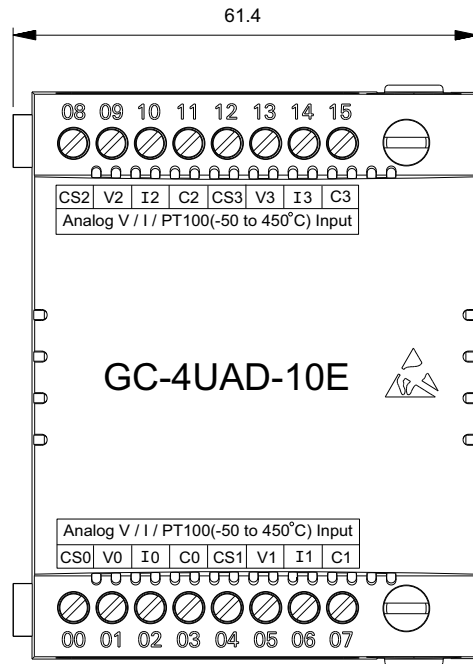 61.4
08 09 10 11 12 13 14 15
CS2 V2 I2 C2 CS3 V3 I3 C3
Analog V / I / PT100(-50 to 450°C) Input
GC-4UAD-10E
Analog V / I / PT100(-50 to 450°C) Input
CS0 V0 I0 C0 CS1 V1 I1 C1
00 01 02 03 04 05 06 07